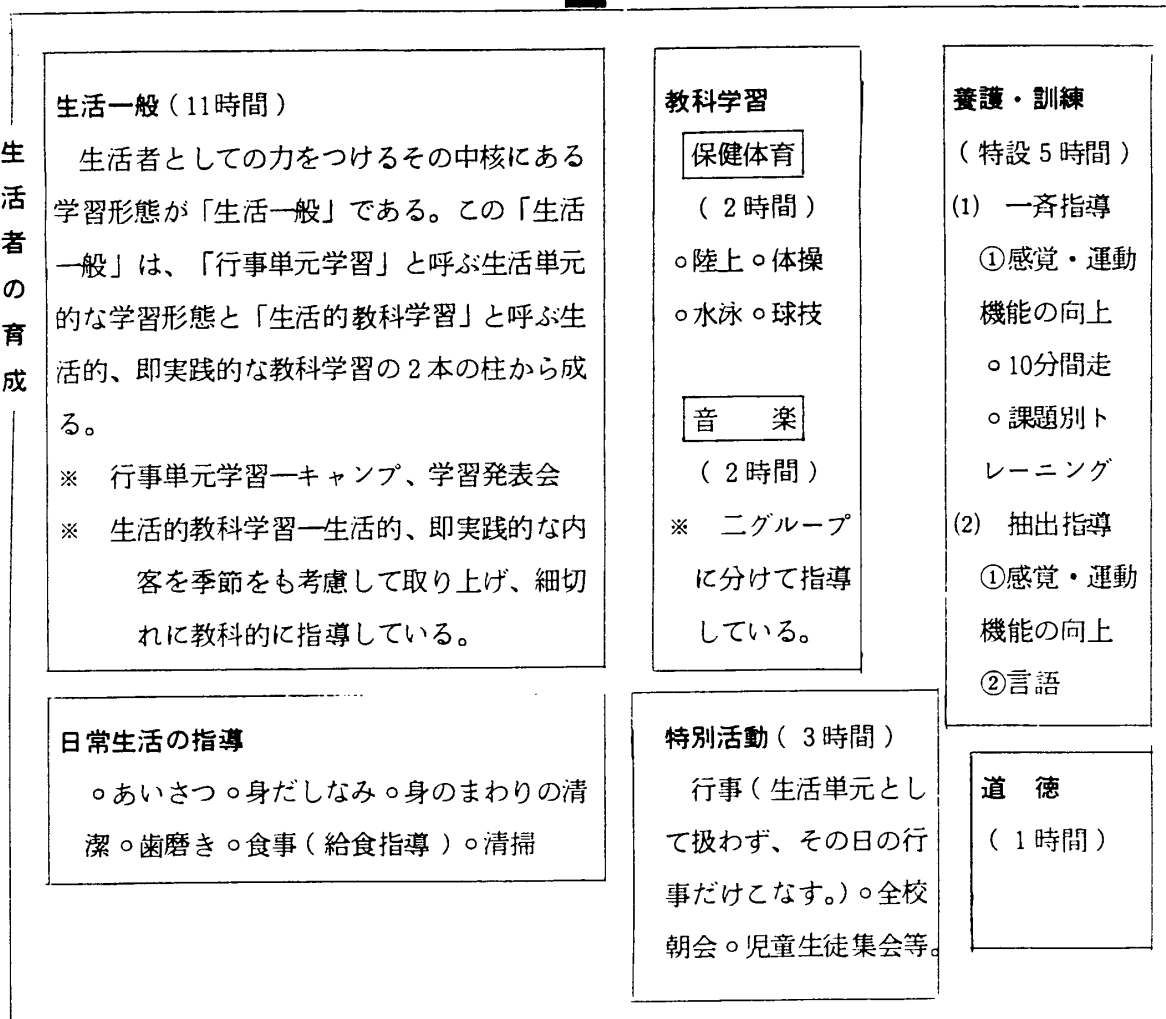 生活者の育成
生活一般(11時間)
生活者としての力をつけるその中核にある
学習形態が「生活一般」である。この「生活
一般」は、「行事単元学習」と呼ぶ生活単元
的な学習形態と「生活的教科学習」と呼ぶ生
活的、即実践的な教科学習の2本の柱から成
る。
※ 行事単元学習―キャンプ、学習発表会
※ 生活的教科学習―生活的、即実践的な内
客を季節をも考慮して取り上げ、細切
れに教科的に指導している。
教科学習
保健体育
(2時間)
○陸上○体操
○水泳○球技
音 楽
(2時間)
※ 二グループ
に分けて指導
している。
養護・訓練
(特設5時間)
(1) 一斉指導
①感覚・運動
機能の向上
○10分間走
○課題別ト
レーニング
(2) 抽出指導
①感覚・運動
機能の向上
②言語
日常生活の指導
○あいさつ○身だしなみ○身のまわりの清
潔○歯磨き○食事(給食指導)○清掃
特別活動(3時間)
行事(生活単元とし
て扱わず、その日の行
事だけこなす。)○全校
朝会○児童生徒集会等。
道 徳
(1時間)